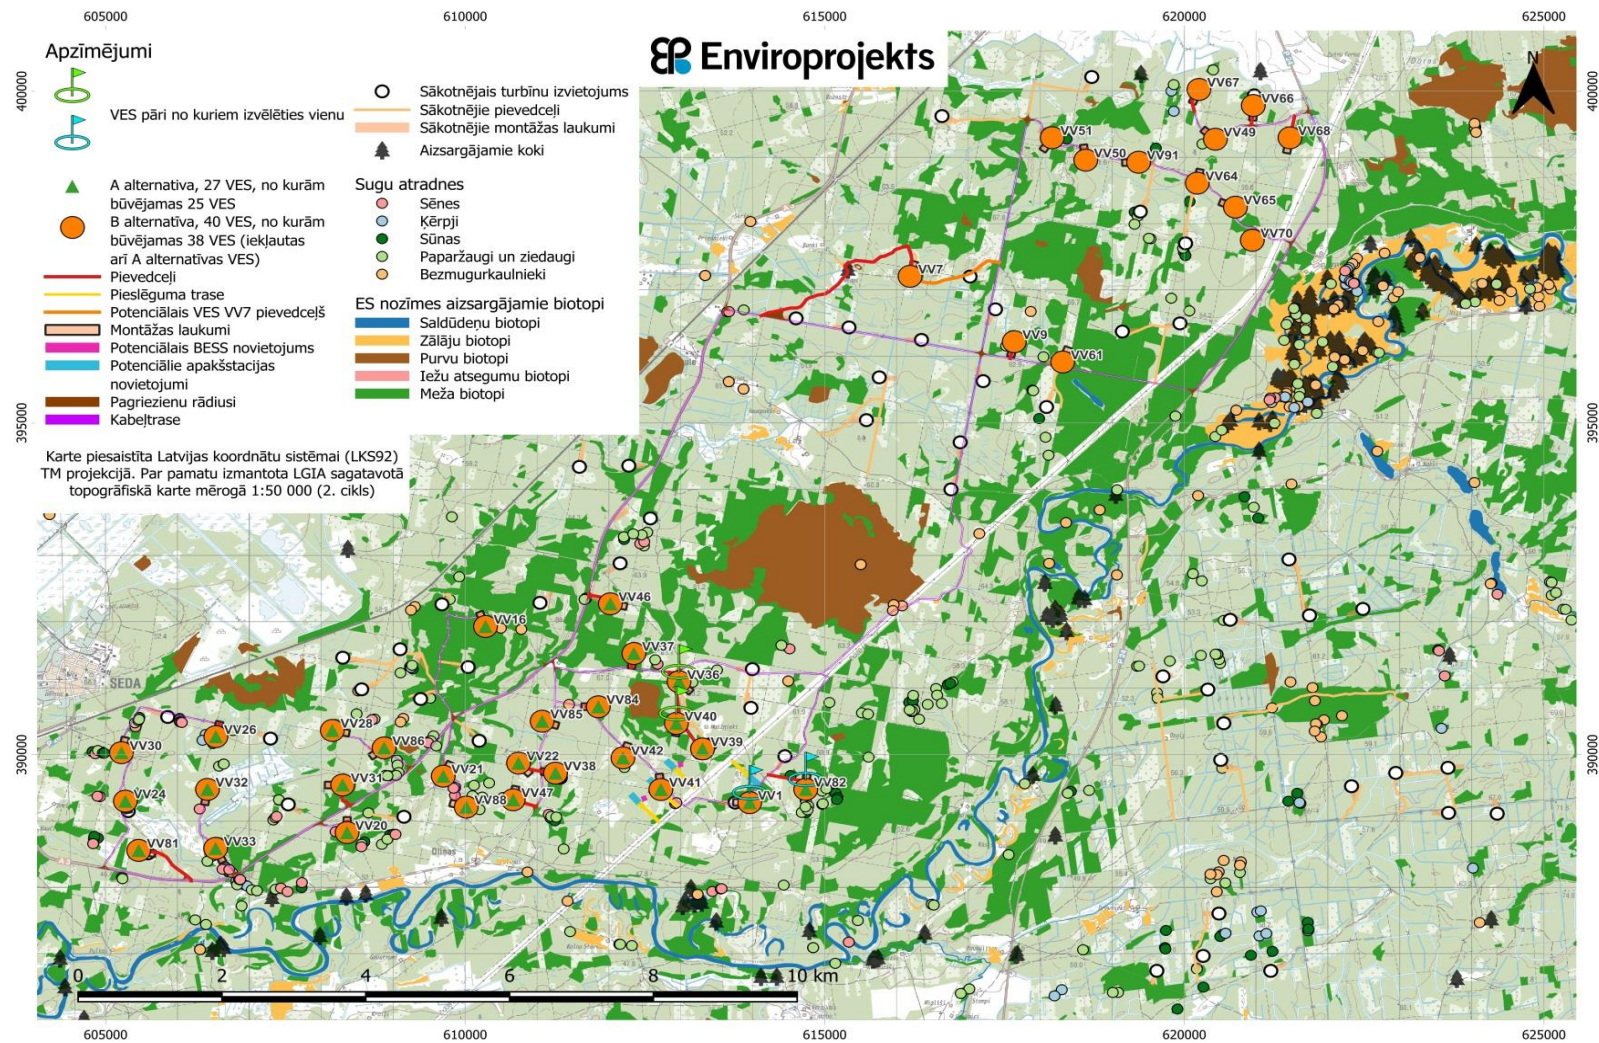 605000
610000
615000
620000
625000
Apzīmējumi
VES pāri no kuriem izvēlēties vienu
A alternatīva, 27 VES, no kurām
būvējamas 25 VES
B alternatīva, 40 VES, no kurām
būvējamas 38 VES (iekļautas
arī A alternatīvas VES)
Pievedceļi
Pieslēguma trase
Potenciālais VES VV7 pievedceļš
Montāžas laukumi
Potenciālais BESS novietojums
Potenciālie apakšstacijas
novietojumi
Pagriezienu rādiusi
Kabeļtrase
Sākotnējais turbīnu izvietojums
Sākotnējie pievedceļi
Sākotnējie montāžas laukumi
Aizsargājamie koki
Sugu atradnes
Sēnes
Ķērpji
Sūnas
Paparžaugi un ziedaugi
Bezmugurkaulnieki
ES nozīmes aizsargājamie biotopi
Saldūdeņu biotopi
Zālāju biotopi
Purvu biotopi
Iežu atsegumu biotopi
Meža biotopi
Karte piesaistīta Latvijas koordnātu sistēmai (LKS92)
TM projekcijā. Par pamatu izmantota LGIA sagatavotā
topogrāfiskā karte mērogā 1:50 000 (2. cikls)
Enviroprojekts
N
400000
400000
395000
395000
390000
390000
VV67
VV66
VV51
VV49
VV68
VV50
VV91
VV64
VV65
VV70
VV7
VV9
VV61
VV46
VV16
VV37
VV36
SEDA
VV84
VV85
VV40
VV26
VV28
VV86
VV39
VV30
VV42
VV22
VV38
VV21
VV32
VV31
VV41
VV82
VV24
VV88
VV47
VV1
VV20
VV81
VV33
0
2
4
6
8
10 km
605000
610000
615000
620000
625000